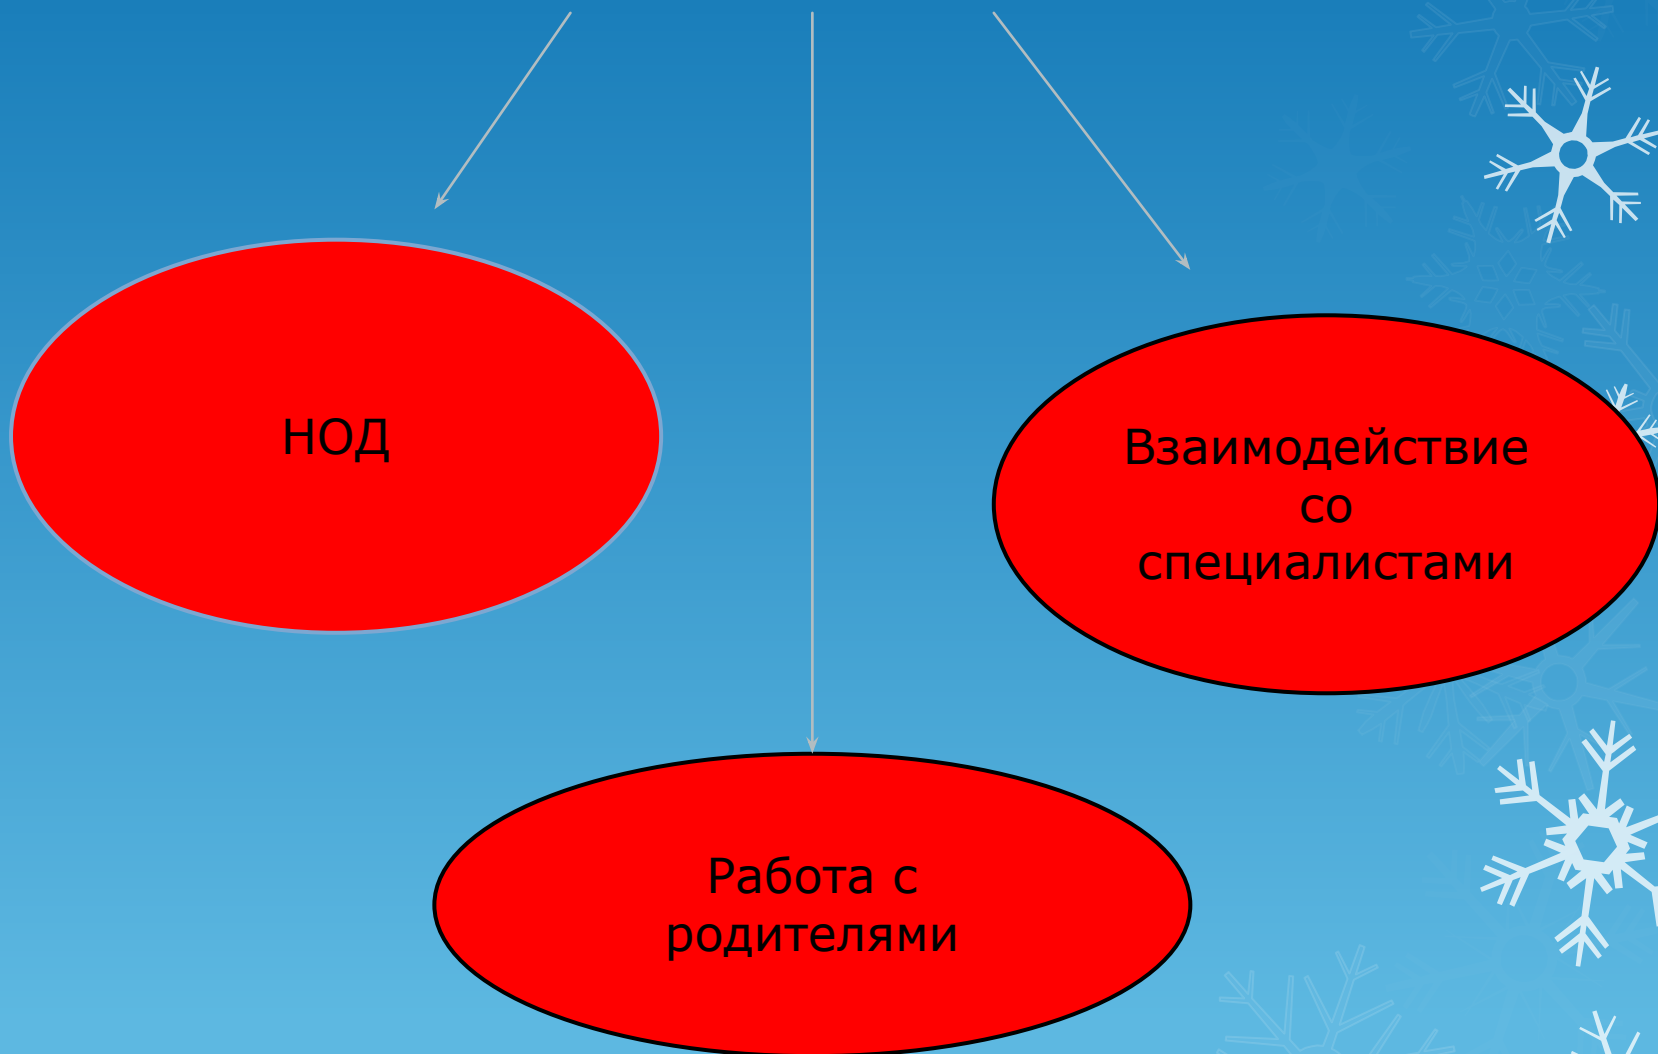 НОД
Взаимодействие
со
специалистами
Работа с
родителями